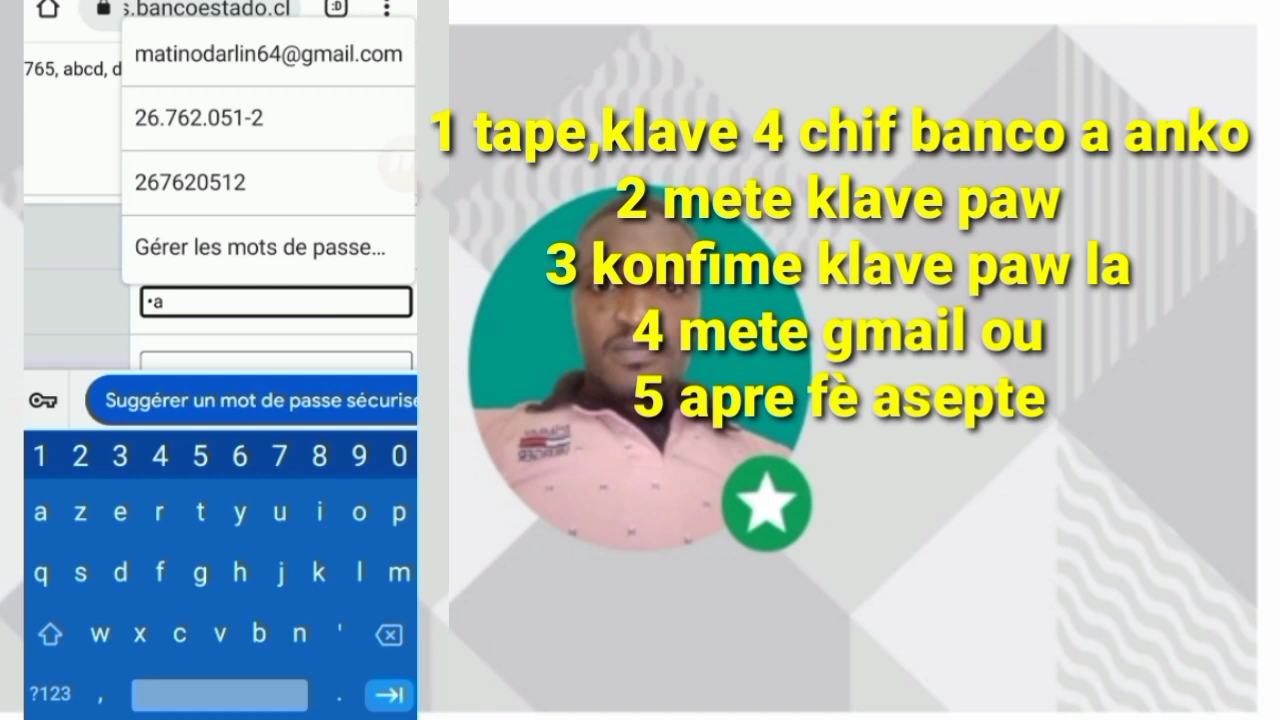 s.bancoestado.cl
:D
765, abcd, d
matinodarlin64@gmail.com
26.762.051-2
267620512
Gérer les mots de passe...
•a
Suggérer un mot de passe sécurisé
1 2 3 4 5 6 7 8 9 0
a z e r t y u i o p
q s d f g h j k l m
w x c v b n '
?123 , .
1 tape,klave 4 chif banco a anko
2 mete klave paw
3 konfime klave paw la
4 mete gmail ou
5 apre fè asepte